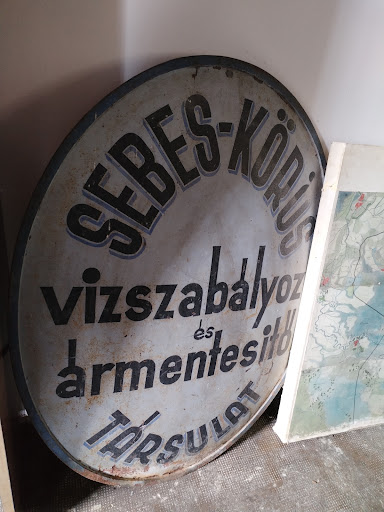 SEBES-KÖRÖS
vizszabályoz
és
ármentesitő
TÁRSULAT